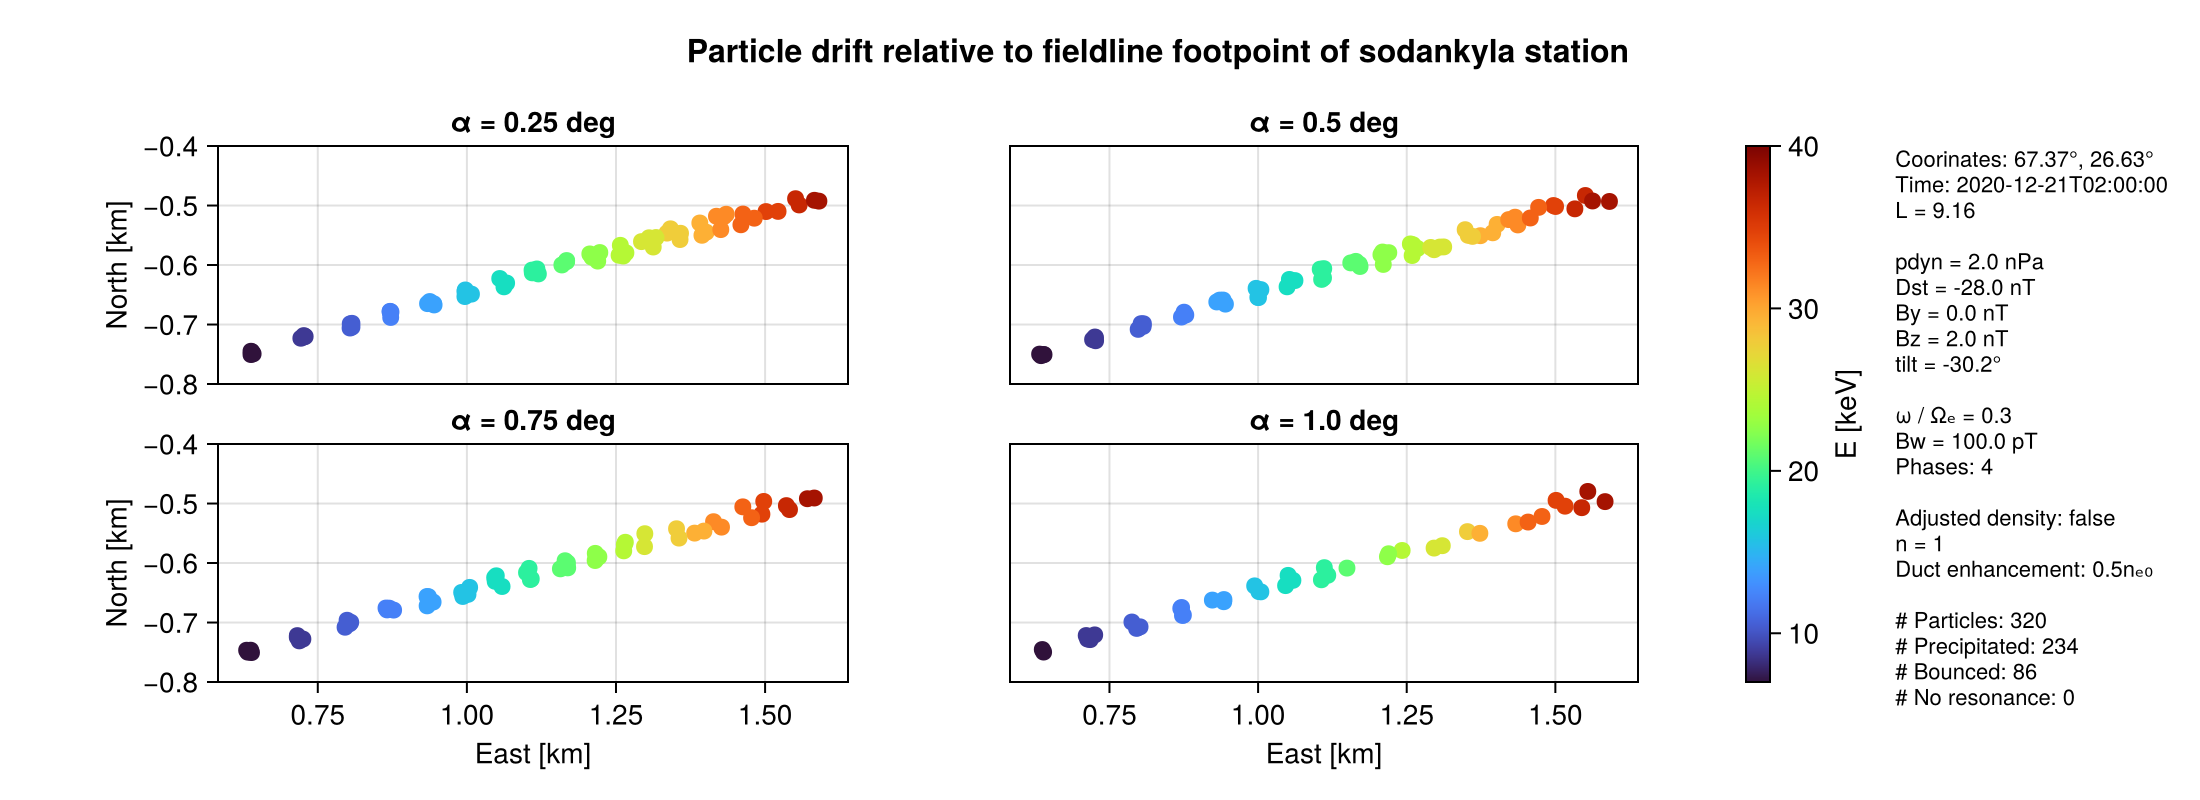 Particle drift relative to fieldline footpoint of sodankyla station
α = 0.25 deg
α = 0.5 deg
−0.4
−0.5
−0.6
−0.7
−0.8
North [km]
α = 0.75 deg
α = 1.0 deg
−0.4
−0.5
−0.6
−0.7
−0.8
North [km]
0.75 1.00 1.25 1.50
East [km]
0.75 1.00 1.25 1.50
East [km]
40
30
20
10
E [keV]
Coorinates: 67.37°, 26.63°
Time: 2020-12-21T02:00:00
L = 9.16
pdyn = 2.0 nPa
Dst = -28.0 nT
By = 0.0 nT
Bz = 2.0 nT
tilt = -30.2°
ω / Ωₑ = 0.3
Bw = 100.0 pT
Phases: 4
Adjusted density: false
n = 1
Duct enhancement: 0.5nₑ₀
# Particles: 320
# Precipitated: 234
# Bounced: 86
# No resonance: 0